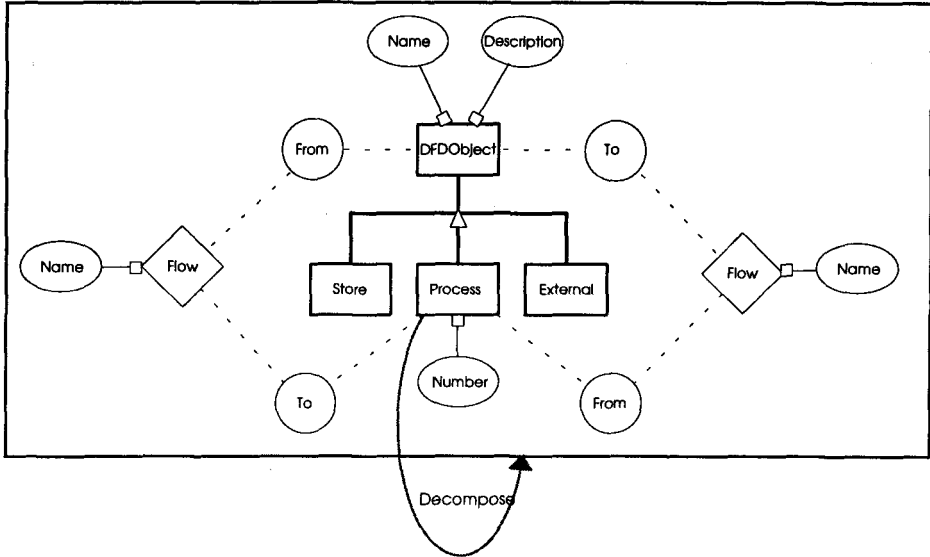 Name
Description
From
DFDObject
To
Name
Flow
Store
Process
External
Flow
Name
To
Number
From
Decompose